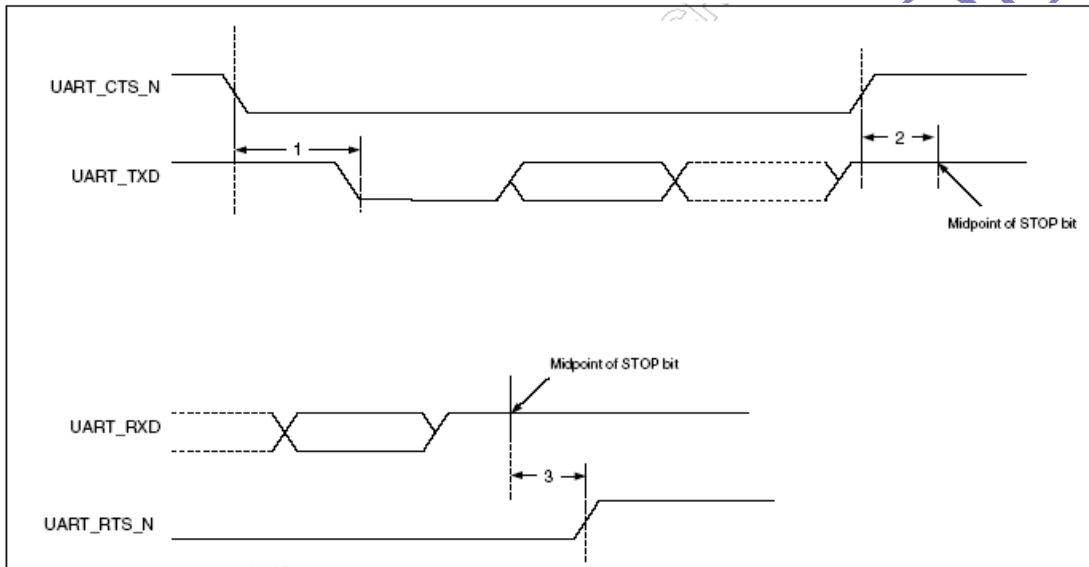 UART_CTS_N
1
2
UART_TXD
Midpoint of STOP bit
Midpoint of STOP bit
UART_RXD
3
UART_RTS_N